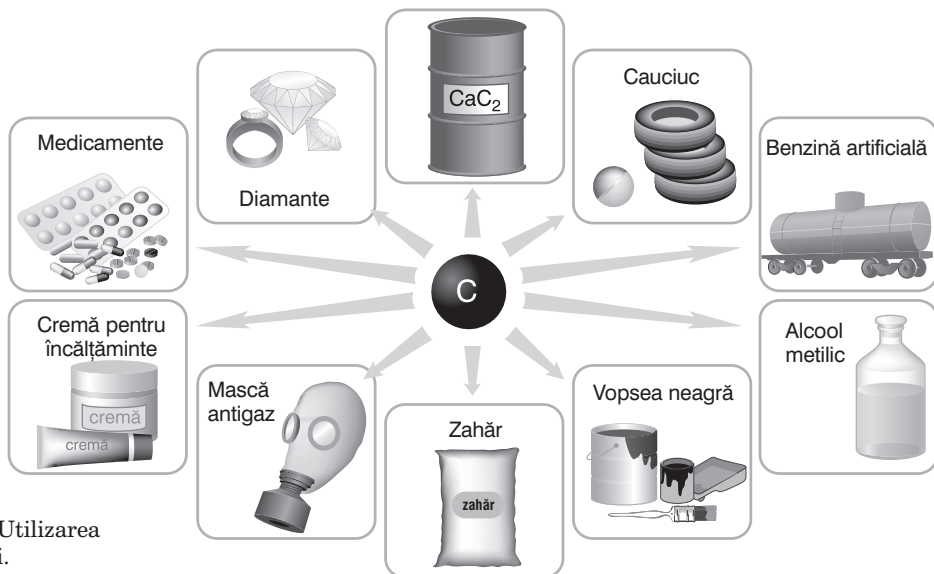 CaC₂
Cauciuc
Medicamente
Benzină artificială
Diamante
C
Cremă pentru
încălțăminte
cremă
cremă
Mască
antigaz
Zahăr
zahăr
Vopsea neagră
Alcool
metilic
Utilizarea
i.